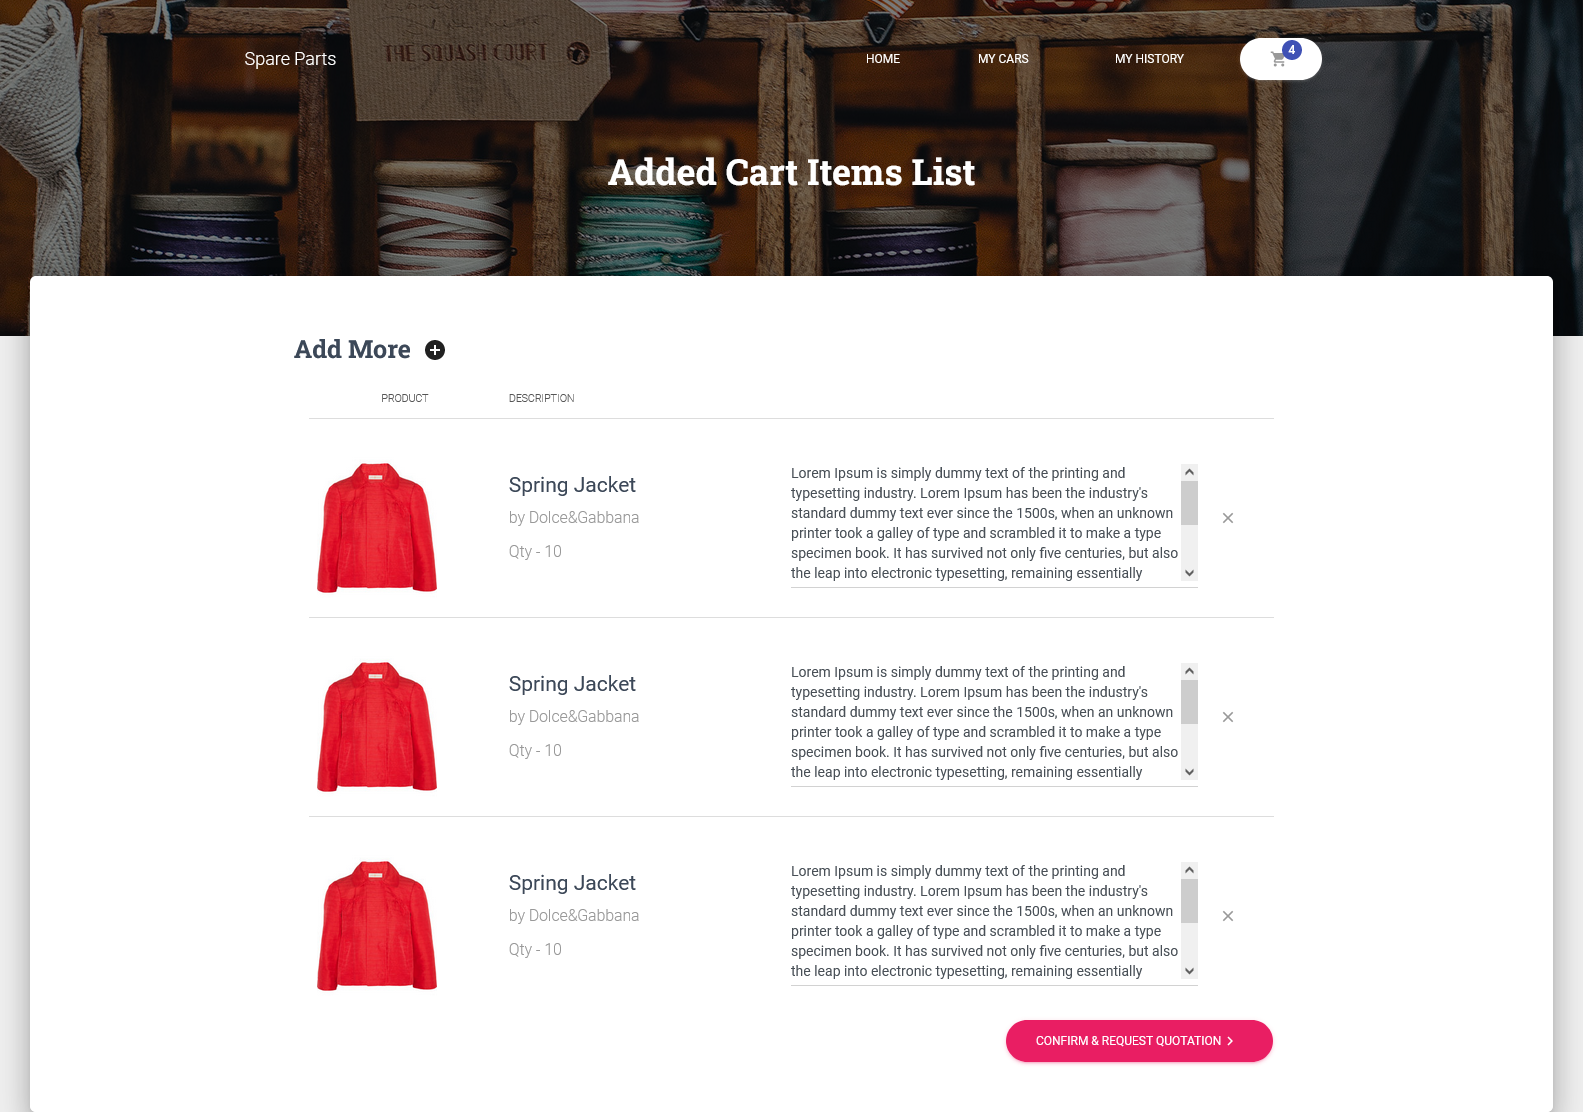 THE SQUASH COURT
Spare Parts
HOME
MY CARS
MY HISTORY
4
Added Cart Items List
Add More
PRODUCT
DESCRIPTION
Spring Jacket
by Dolce&Gabbana
Qty - 10
Lorem Ipsum is simply dummy text of the printing and
typesetting industry. Lorem Ipsum has been the industry's
standard dummy text ever since the 1500s, when an unknown
printer took a galley of type and scrambled it to make a type
specimen book. It has survived not only five centuries, but also
the leap into electronic typesetting, remaining essentially
Spring Jacket
by Dolce&Gabbana
Qty - 10
Lorem Ipsum is simply dummy text of the printing and
typesetting industry. Lorem Ipsum has been the industry's
standard dummy text ever since the 1500s, when an unknown
printer took a galley of type and scrambled it to make a type
specimen book. It has survived not only five centuries, but also
the leap into electronic typesetting, remaining essentially
Spring Jacket
by Dolce&Gabbana
Qty - 10
Lorem Ipsum is simply dummy text of the printing and
typesetting industry. Lorem Ipsum has been the industry's
standard dummy text ever since the 1500s, when an unknown
printer took a galley of type and scrambled it to make a type
specimen book. It has survived not only five centuries, but also
the leap into electronic typesetting, remaining essentially
CONFIRM & REQUEST QUOTATION